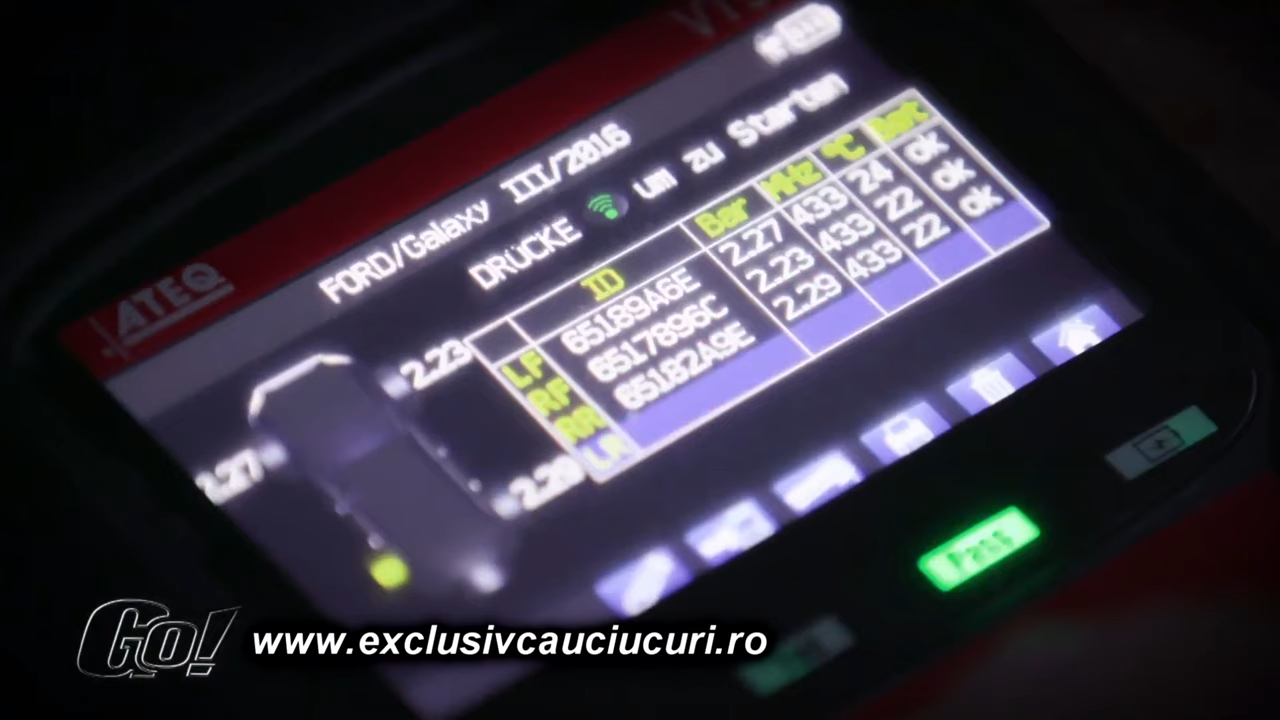 ATEQ
FORD/Galaxy III/2016
DRÜCKE um zu Starten
ID Bar MHz °C Bat
LF 65189A6E 2.27 433 24 ok
RF 6517896C 2.23 433 22 ok
RR 65182A9E 2.29 433 22 ok
LR
2.23
2.27
2.29
Pass
Go! www.exclusivcauciucuri.ro